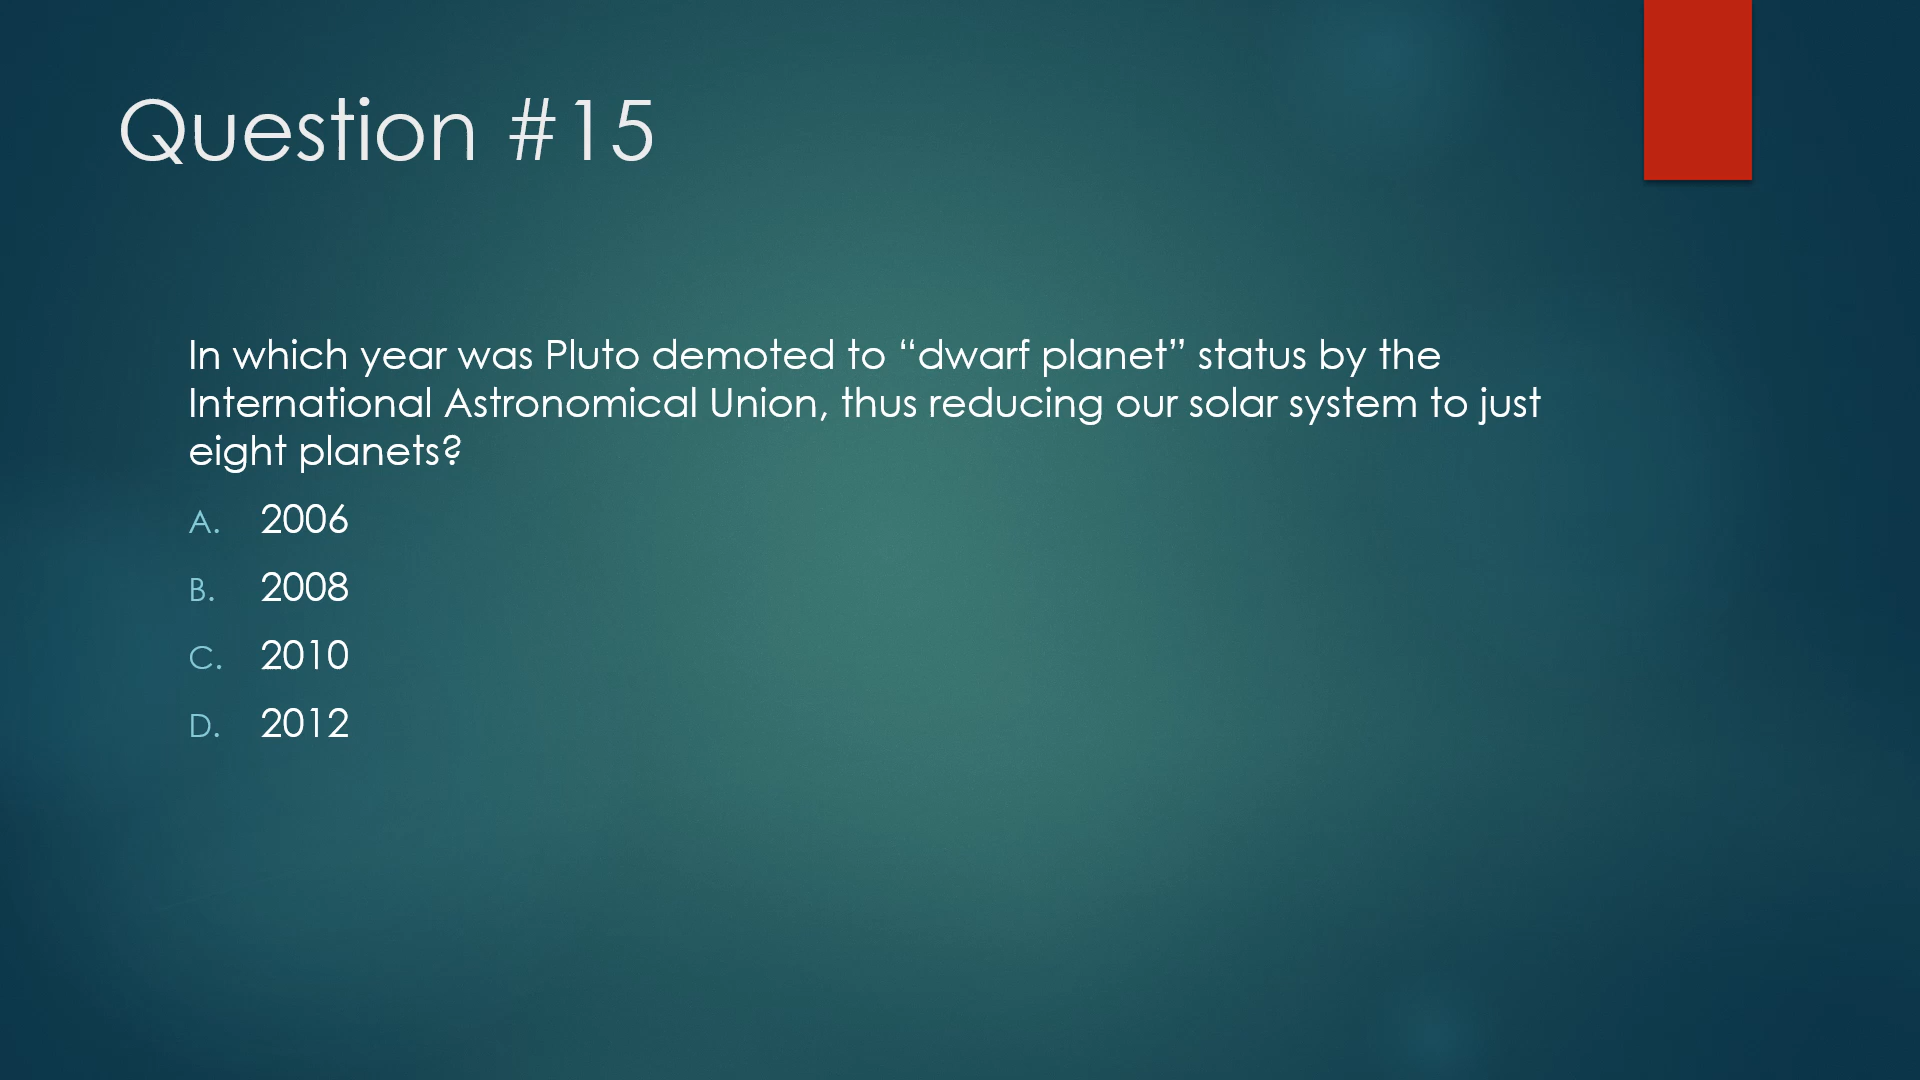 Question #15
In which year was Pluto demoted to “dwarf planet” status by the
International Astronomical Union, thus reducing our solar system to just
eight planets?
A. 2006
B. 2008
C. 2010
D. 2012